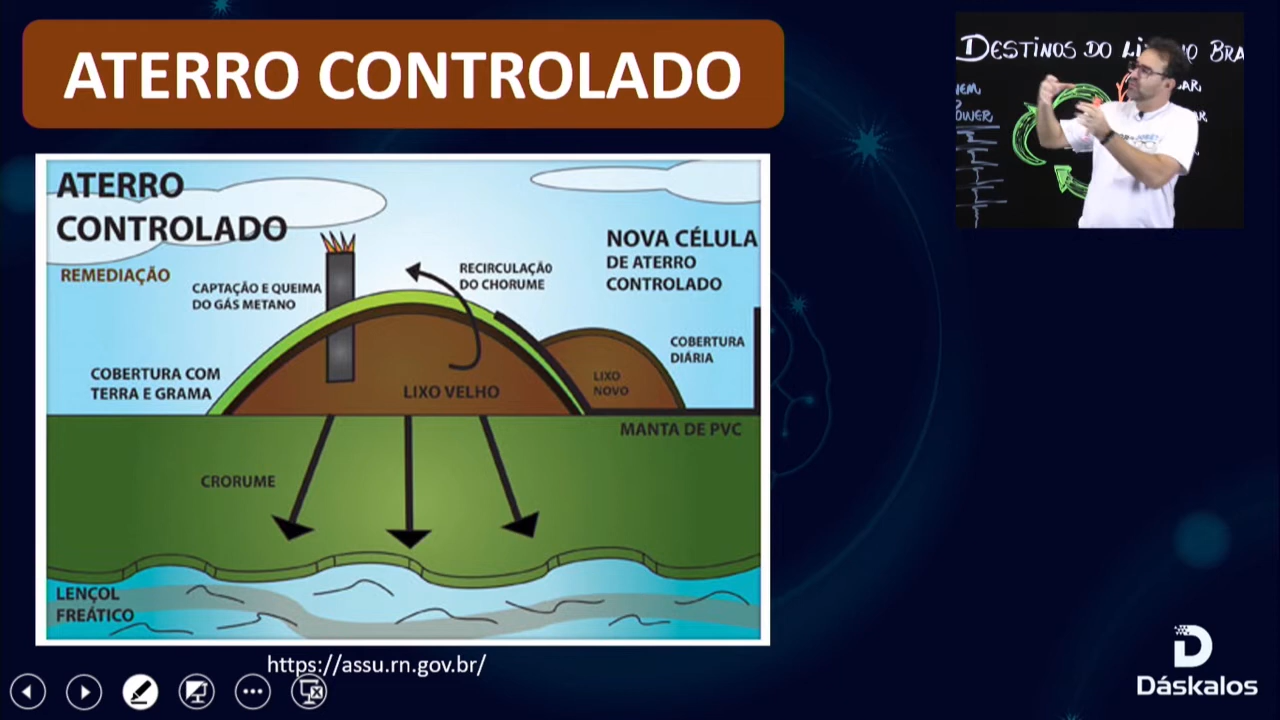 ATERRO CONTROLADO
ATERRO
CONTROLADO
REMEDIAÇÃO
CAPTAÇÃO E QUEIMA
DO GÁS METANO
RECIRCULAÇÃO
DO CHORUME
NOVA CÉLULA
DE ATERRO
CONTROLADO
COBERTURA
DIÁRIA
COBERTURA COM
TERRA E GRAMA
LIXO VELHO
LIXO
NOVO
MANTA DE PVC
CRORUME
LENÇOL
FREÁTICO
https://assu.rn.gov.br/
DESTINOS DO
Dáskalos